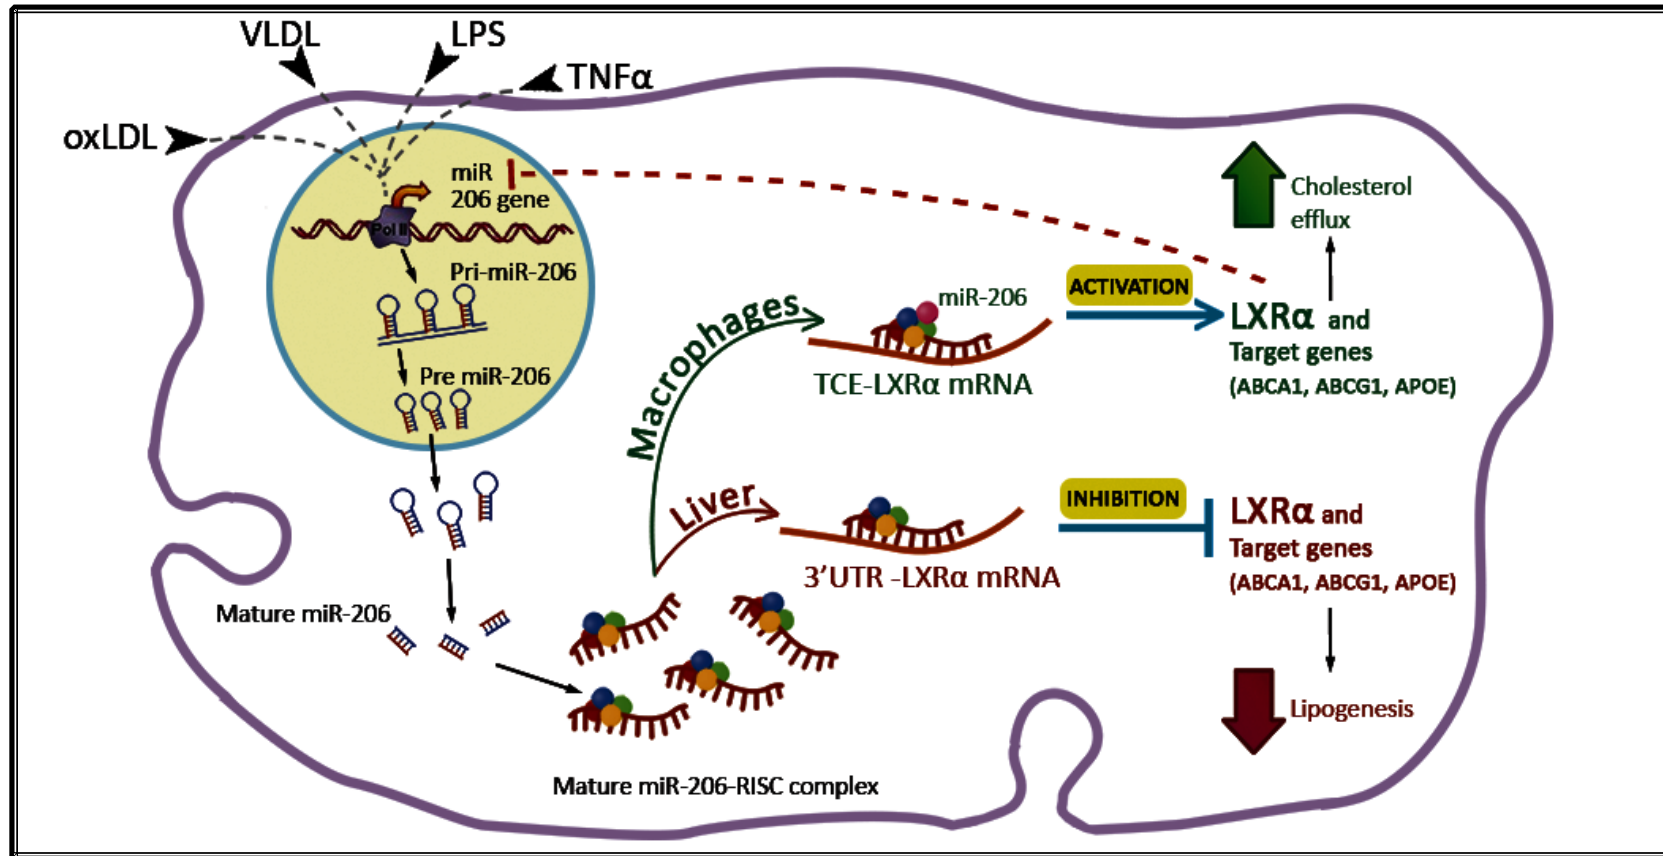 VLDL
LPS
TNFα
oxLDL
miR
206 gene
Pol II
Pri-miR-206
Pre miR-206
Mature miR-206
Mature miR-206-RISC complex
Macrophages
Liver
miR-206
TCE-LXRα mRNA
3’UTR -LXRα mRNA
ACTIVATION
Cholesterol
efflux
LXRα and
Target genes
(ABCA1, ABCG1, APOE)
INHIBITION
LXRα and
Target genes
(ABCA1, ABCG1, APOE)
Lipogenesis